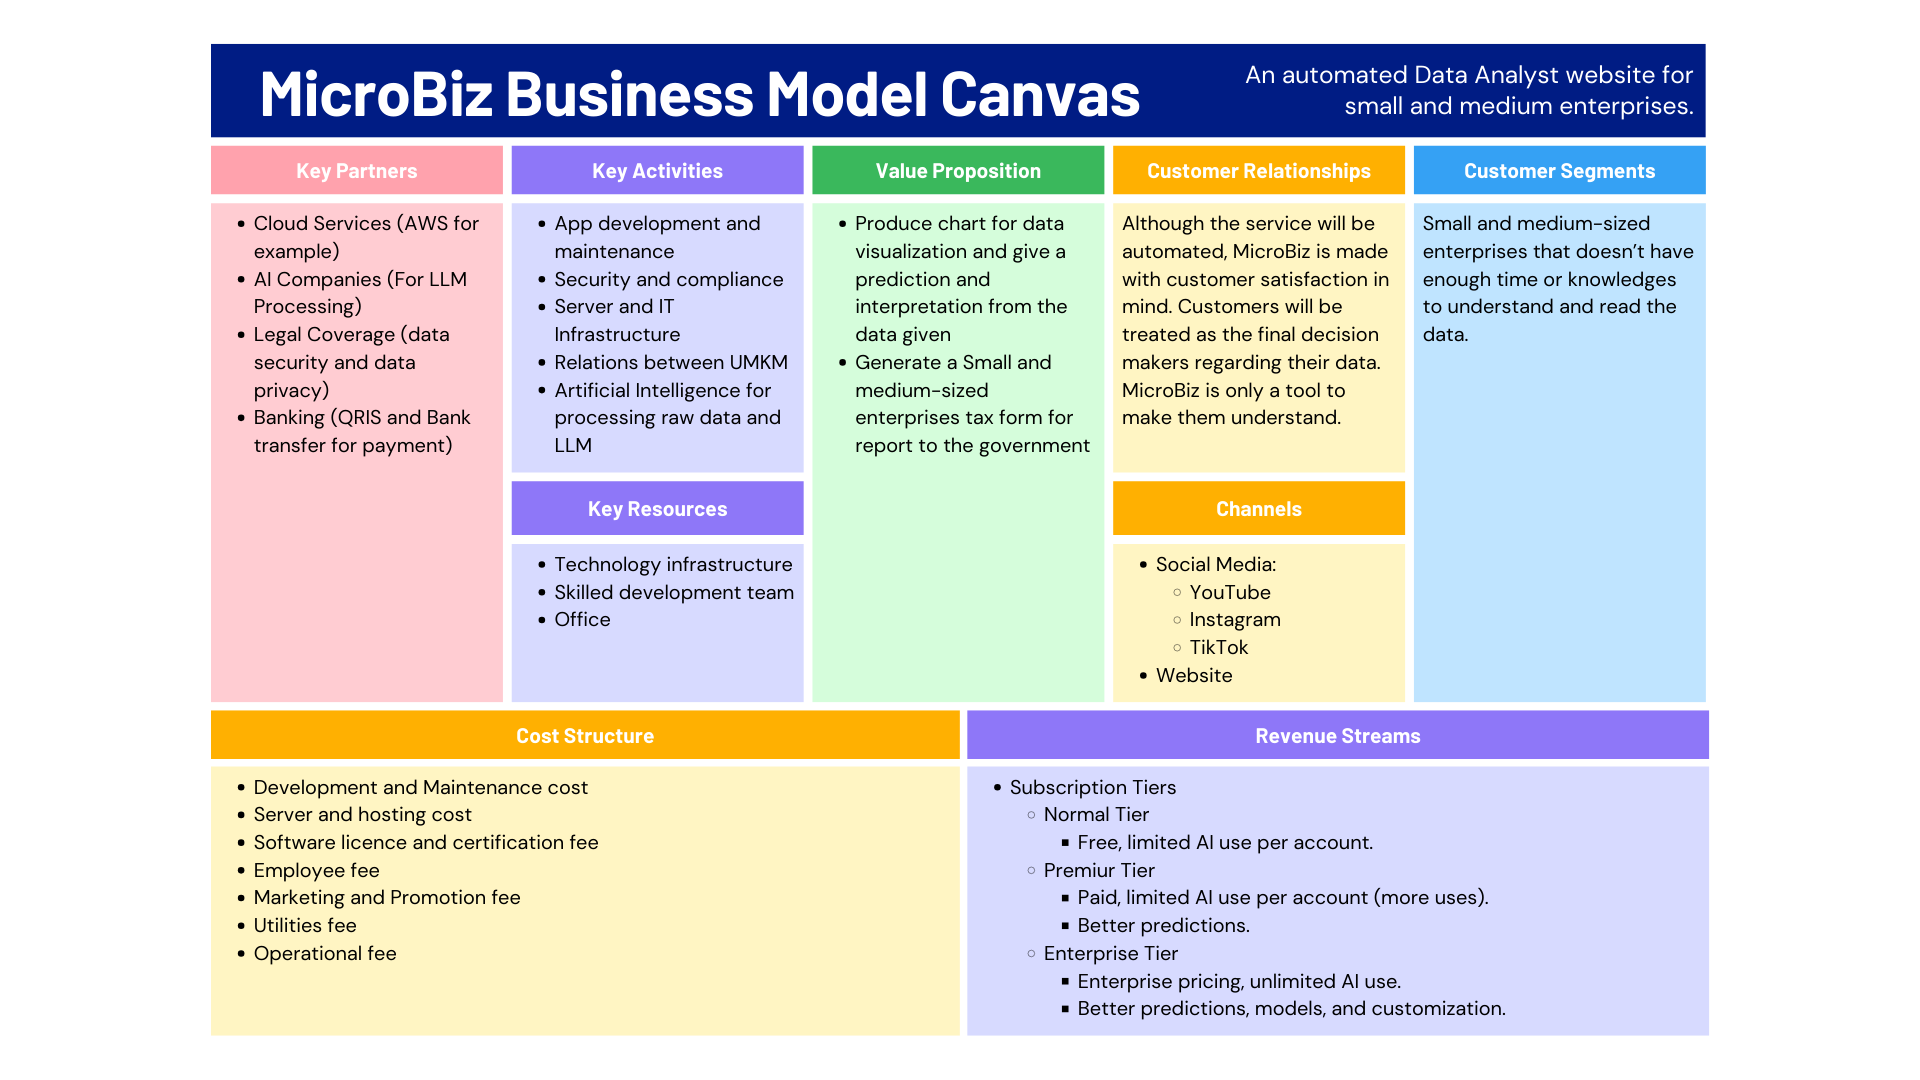 MicroBiz Business Model Canvas
An automated Data Analyst website for
small and medium enterprises.
Key Partners
Cloud Services (AWS for
example)
AI Companies (For LLM
Processing)
Legal Coverage (data
security and data
privacy)
Banking (QRIS and Bank
transfer for payment)
Key Activities
App development and
maintenance
Security and compliance
Server and IT
Infrastructure
Relations between UMKM
Artificial Intelligence for
processing raw data and
LLM
Key Resources
Technology infrastructure
Skilled development team
Office
Value Proposition
Produce chart for data
visualization and give a
prediction and
interpretation from the
data given
Generate a Small and
medium-sized
enterprises tax form for
report to the government
Customer Relationships
Although the service will be
automated, MicroBiz is made
with customer satisfaction in
mind. Customers will be
treated as the final decision
makers regarding their data.
MicroBiz is only a tool to
make them understand.
Channels
Social Media:
YouTube
Instagram
TikTok
Website
Customer Segments
Small and medium-sized
enterprises that doesn’t have
enough time or knowledges
to understand and read the
data.
Cost Structure
Development and Maintenance cost
Server and hosting cost
Software licence and certification fee
Employee fee
Marketing and Promotion fee
Utilities fee
Operational fee
Revenue Streams
Subscription Tiers
Normal Tier
Free, limited AI use per account.
Premiur Tier
Paid, limited AI use per account (more uses).
Better predictions.
Enterprise Tier
Enterprise pricing, unlimited AI use.
Better predictions, models, and customization.